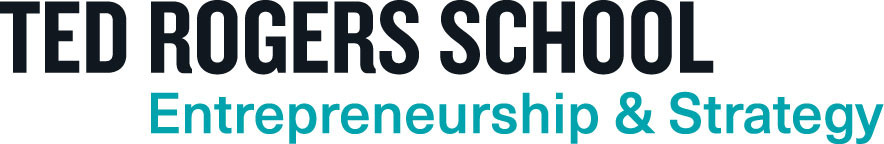 TED ROGERS SCHOOL
Entrepreneurship & Strategy